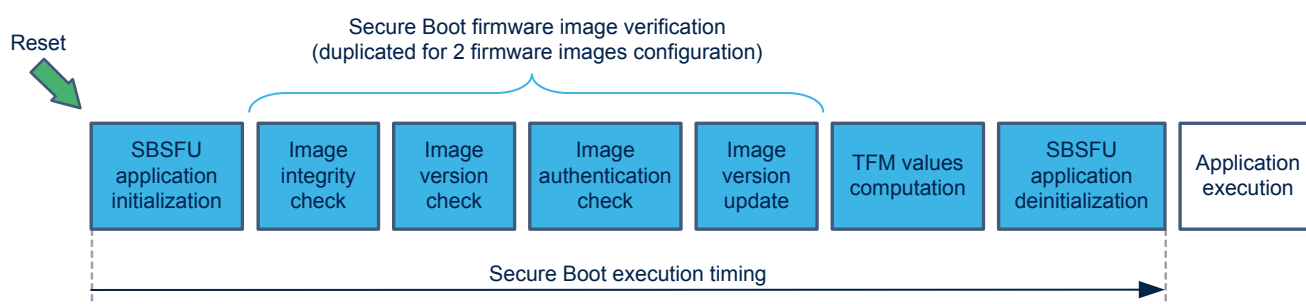 Secure Boot firmware image verification
(duplicated for 2 firmware images configuration)
Reset
SBSFU
application
initialization
Image
integrity
check
Image
version
check
Image
authentication
check
Image
version
update
TFM values
computation
SBSFU
application
deinitialization
Application
execution
Secure Boot execution timing